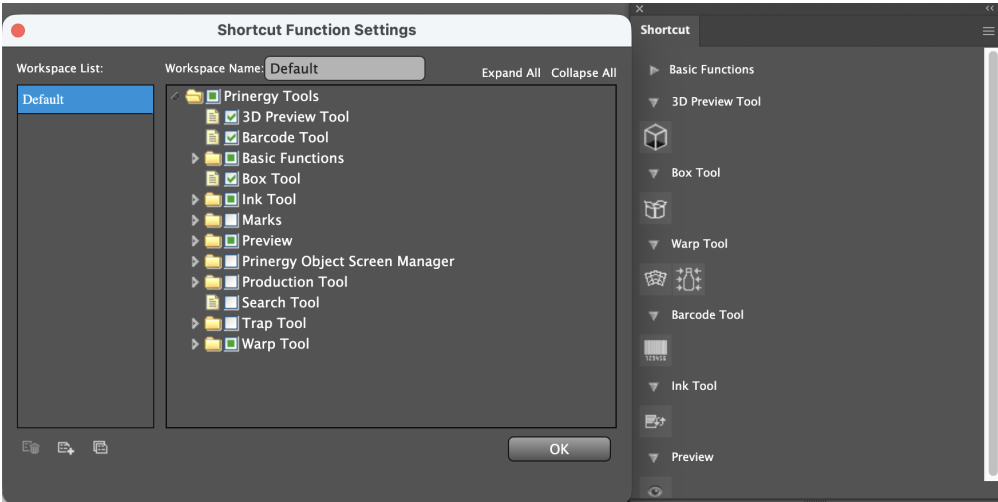 Shortcut Function Settings
Workspace List:
Workspace Name: Default
Expand All Collapse All
Default
Prinergy Tools
3D Preview Tool
Barcode Tool
Basic Functions
Box Tool
Ink Tool
Marks
Preview
Prinergy Object Screen Manager
Production Tool
Search Tool
Trap Tool
Warp Tool
OK
Shortcut
Basic Functions
3D Preview Tool
Box Tool
Warp Tool
Barcode Tool
123456
Ink Tool
Preview